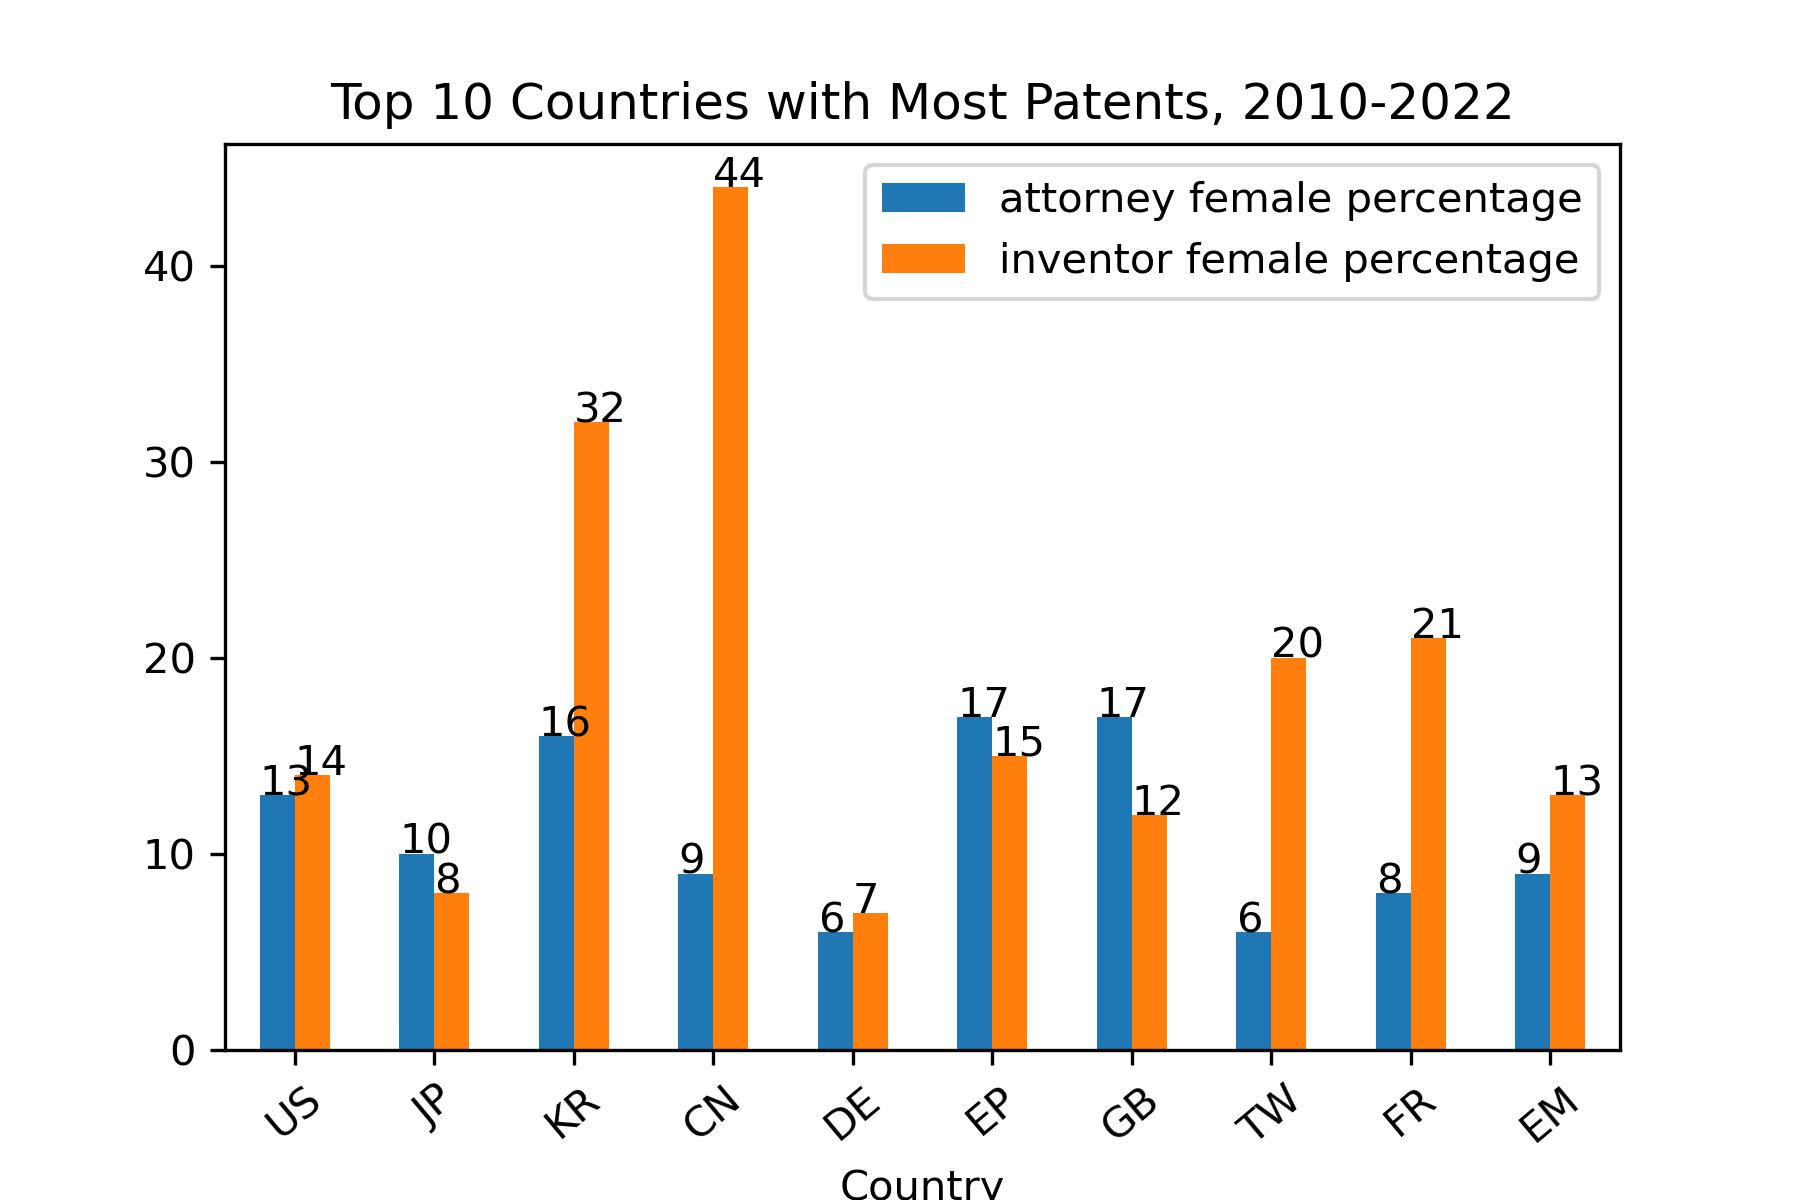 Top 10 Countries with Most Patents, 2010-2022
attorney female percentage
inventor female percentage
40
30
20
10
0
13
14
10
8
16
32
9
44
6
7
17
15
17
12
6
20
8
21
9
13
US
JP
KR
CN
DE
EP
GB
TW
FR
EM
Country